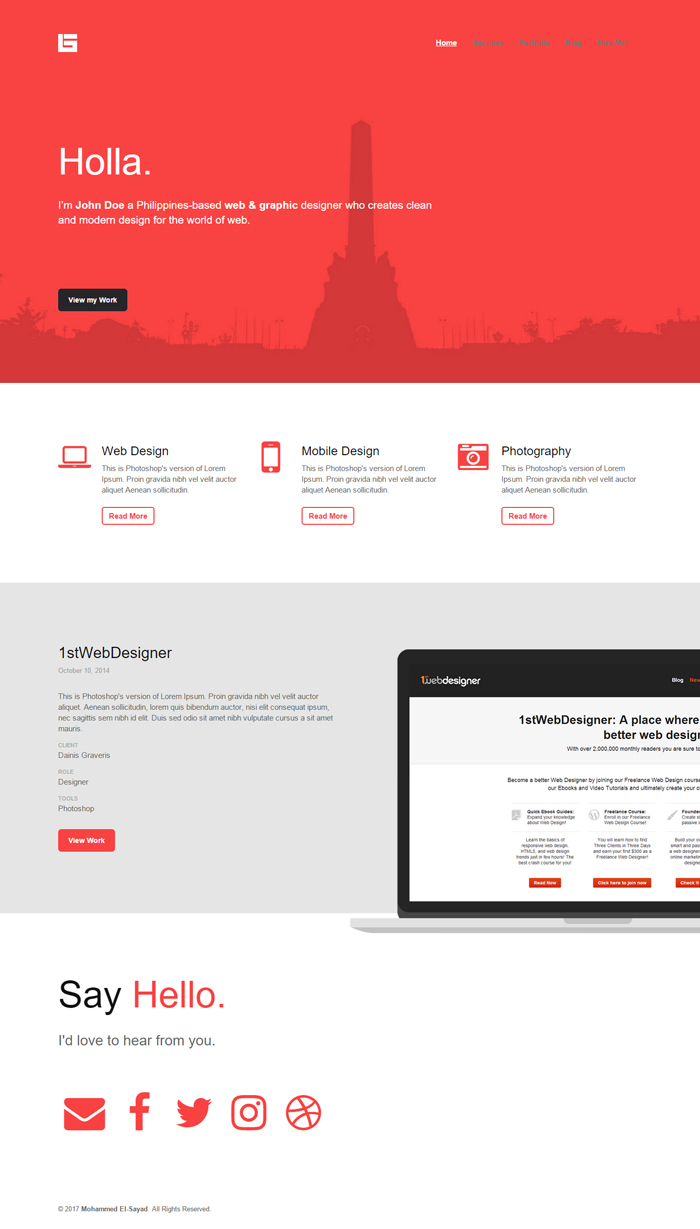 Home Services Portfolio Blog Hire Me
Holla.
I'm John Doe a Philippines-based web & graphic designer who creates clean
and modern design for the world of web.
View my Work
Web Design
This is Photoshop's version of Lorem
Ipsum. Proin gravida nibh vel velit auctor
aliquet Aenean sollicitudin.
Read More
Mobile Design
This is Photoshop's version of Lorem
Ipsum. Proin gravida nibh vel velit auctor
aliquet Aenean sollicitudin.
Read More
Photography
This is Photoshop's version of Lorem
Ipsum. Proin gravida nibh vel velit auctor
aliquet Aenean sollicitudin.
Read More
1stWebDesigner
October 10, 2014
This is Photoshop's version of Lorem Ipsum. Proin gravida nibh vel velit auctor
aliquet. Aenean sollicitudin, lorem quis bibendum auctor, nisi elit consequat ipsum,
nec sagittis sem nibh id elit. Duis sed odio sit amet nibh vulputate cursus a sit amet
mauris.
CLIENT
Dainis Graveris
ROLE
Designer
TOOLS
Photoshop
View Work
1webdesigner
Blog New
1stWebDesigner: A place where
better web design
With over 2,000,000 monthly readers you are sure to
Become a better Web Designer by joining our Freelance Web Design cours
our Ebooks and Video Tutorials and ultimately create your o
Quick Ebook Guides:
Expand your knowledge
about Web Design!
Learn the basics of
responsive web design,
HTML5, and web design
trends just in few hours! The
best crash course for you!
Read Now
Freelance Course:
Enroll in our Freelance
Web Design Course!
You will learn how to find
Three Clients in Three Days
and earn your first $000 as a
Freelance Web Designer!
Click here to join now
Founde
Create st
passive i
Build your o
smart and pas
a web designer
online marketing
designe
Check it
Say Hello.
I'd love to hear from you.
© 2017 Mohammed El-Sayad. All Rights Reserved.